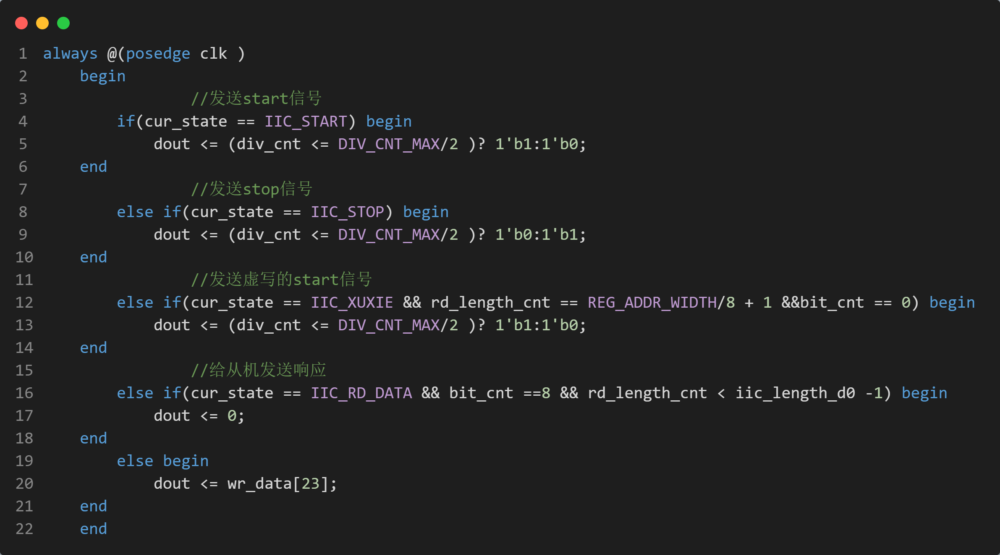 1 always @(posedge clk )
2     begin
3                 //发送start信号
4         if(cur_state == IIC_START) begin
5             dout <= (div_cnt <= DIV_CNT_MAX/2 )? 1'b1:1'b0;
6     end
7                 //发送stop信号
8         else if(cur_state == IIC_STOP) begin
9             dout <= (div_cnt <= DIV_CNT_MAX/2 )? 1'b0:1'b1;
10     end
11                 //发送虚写的start信号
12         else if(cur_state == IIC_XUXIE && rd_length_cnt == REG_ADDR_WIDTH/8 + 1 &&bit_cnt == 0) begin
13             dout <= (div_cnt <= DIV_CNT_MAX/2 )? 1'b1:1'b0;
14     end
15                 //给从机发送响应
16         else if(cur_state == IIC_RD_DATA && bit_cnt ==8 && rd_length_cnt < iic_length_d0 -1) begin
17             dout <= 0;
18     end
19         else begin
20             dout <= wr_data[23];
21     end
22     end